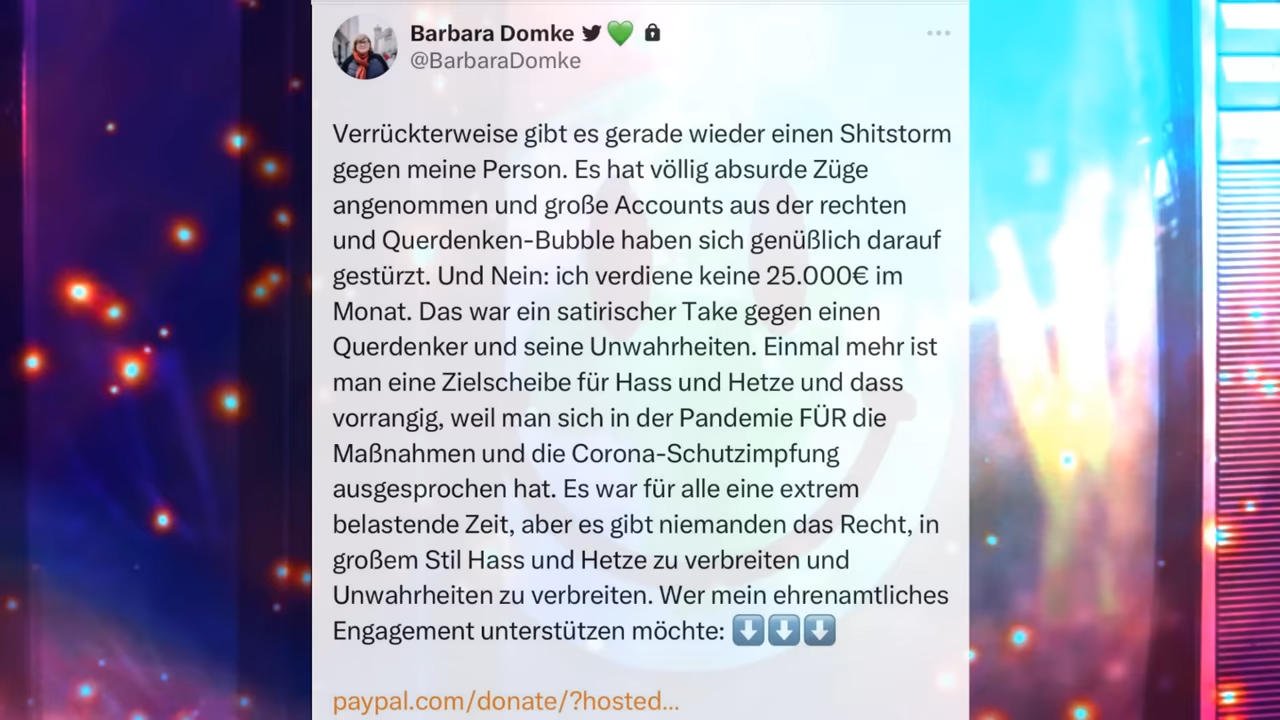 Barbara Domke
@BarbaraDomke
Verrückterweise gibt es gerade wieder einen Shitstorm
gegen meine Person. Es hat völlig absurde Züge
angenommen und große Accounts aus der rechten
und Querdenken-Bubble haben sich genüßlich darauf
gestürzt. Und Nein: ich verdiene keine 25.000€ im
Monat. Das war ein satirischer Take gegen einen
Querdenker und seine Unwahrheiten. Einmal mehr ist
man eine Zielscheibe für Hass und Hetze und dass
vorrangig, weil man sich in der Pandemie FÜR die
Maßnahmen und die Corona-Schutzimpfung
ausgesprochen hat. Es war für alle eine extrem
belastende Zeit, aber es gibt niemanden das Recht, in
großem Stil Hass und Hetze zu verbreiten und
Unwahrheiten zu verbreiten. Wer mein ehrenamtliches
Engagement unterstützen möchte: ⬇️⬇️⬇️
paypal.com/donate/?hosted...